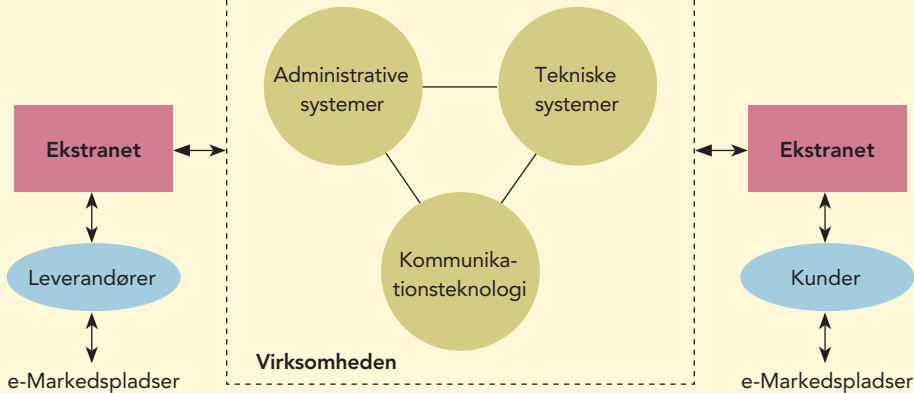 Administrative
systemer
Tekniske
systemer
Ekstranet
Ekstranet
Kommunika-
tionsteknologi
Leverandører
Kunder
Virksomheden
e-Markedspladser
e-Markedspladser